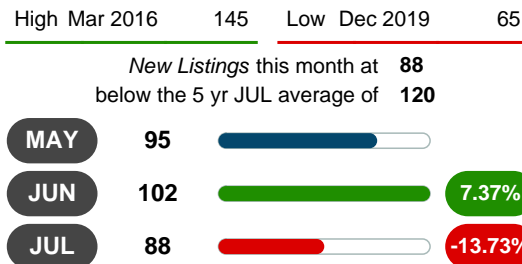 High Mar 2016 145 Low Dec 2019 65
New Listings this month at 88
below the 5 yr JUL average of 120
MAY 95
JUN 102 7.37%
JUL 88 -13.73%